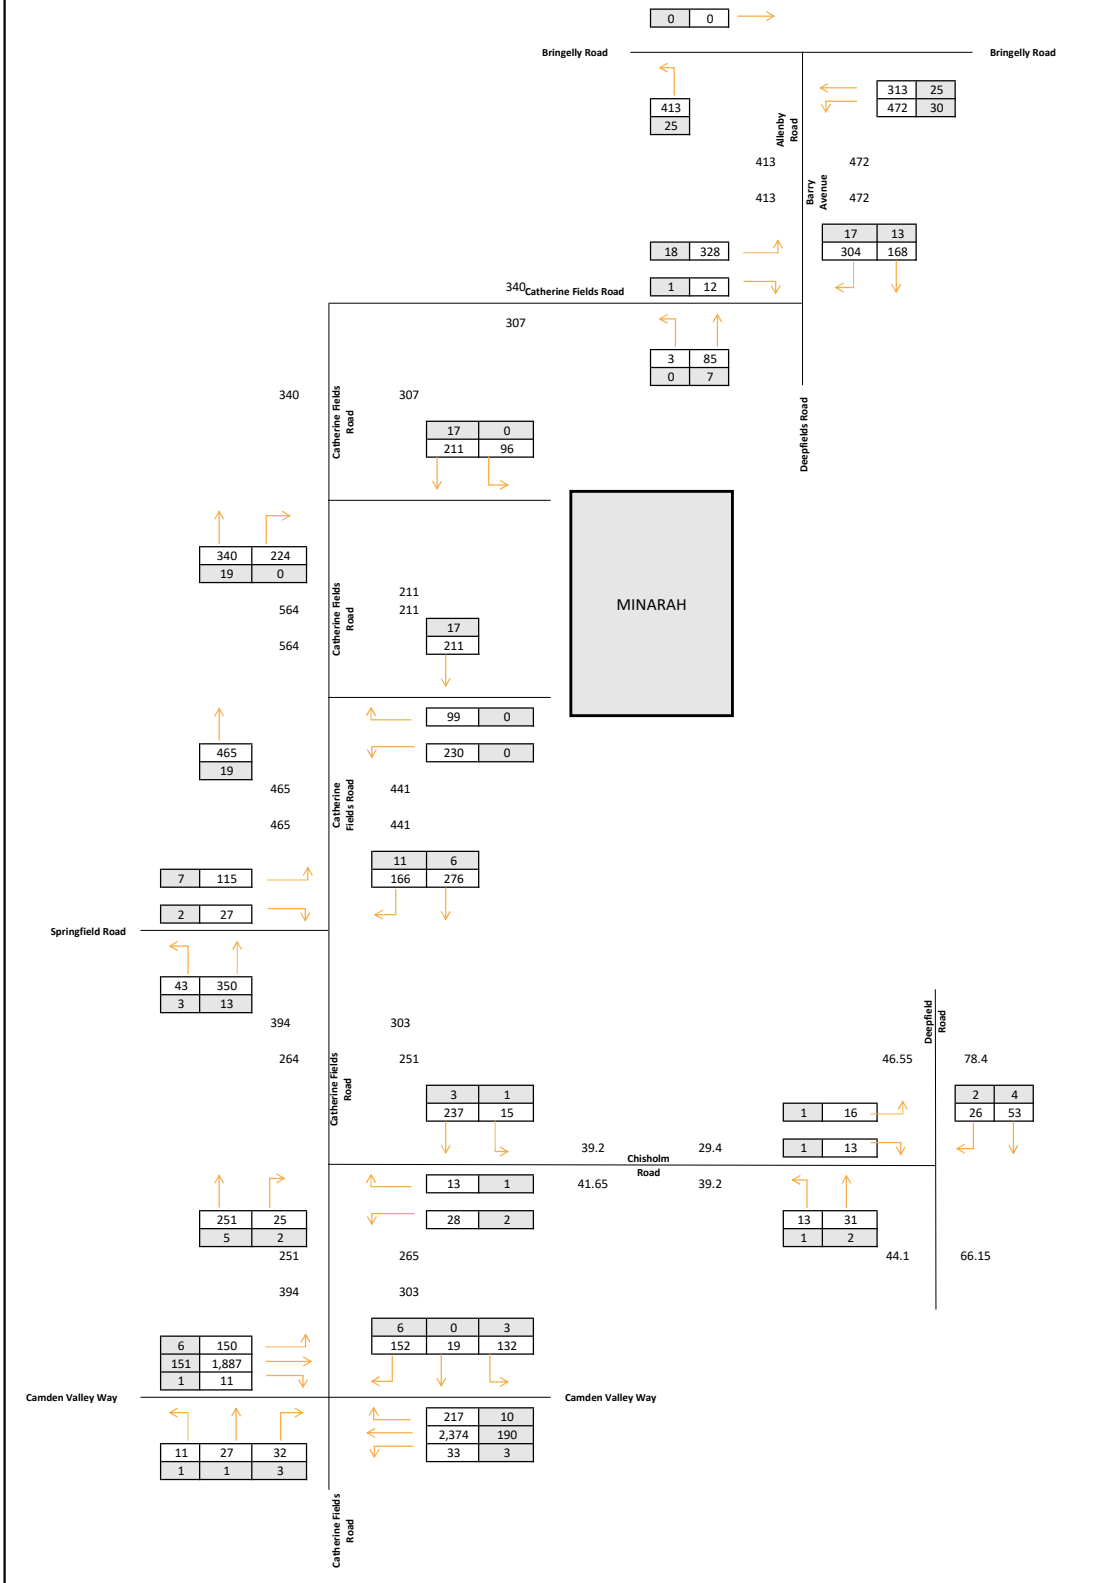 0 0
Bringelly Road Bringelly Road
313 25
413 472 30
25
Allenby
Road
413 472
Barry
Avenue
413 472
17 13
18 328 304 168
1 12
340
Catherine Fields Road
307
3 85
0 7
Deepfields Road
340 307
Catherine Fields
Road
17 0
211 96
MINARAH
340 224
19 0
211
564 211
Catherine Fields
Road
17
564 211
99 0
465 230 0
19
465 441
Catherine
Fields Road
465 441
11 6
7 115 166 276
2 27
Springfield Road
43 350
3 13
394 303
Deepfield
Road
264 251 46.55 78.4
Catherine Fields
Road
3 1 2 4
237 15 1 16 26 53
39.2 29.4 1 13
Chisholm
Road
13 1 41.65 39.2
251 25 28 2 13 31
5 2 1 2
251 265 44.1 66.15
394 303
6 0 3
6 150 152 19 132
151 1,887
1 11
Camden Valley Way Camden Valley Way
217 10
2,374 190
11 27 32 33 3
1 1 3
Catherine Fields
Road